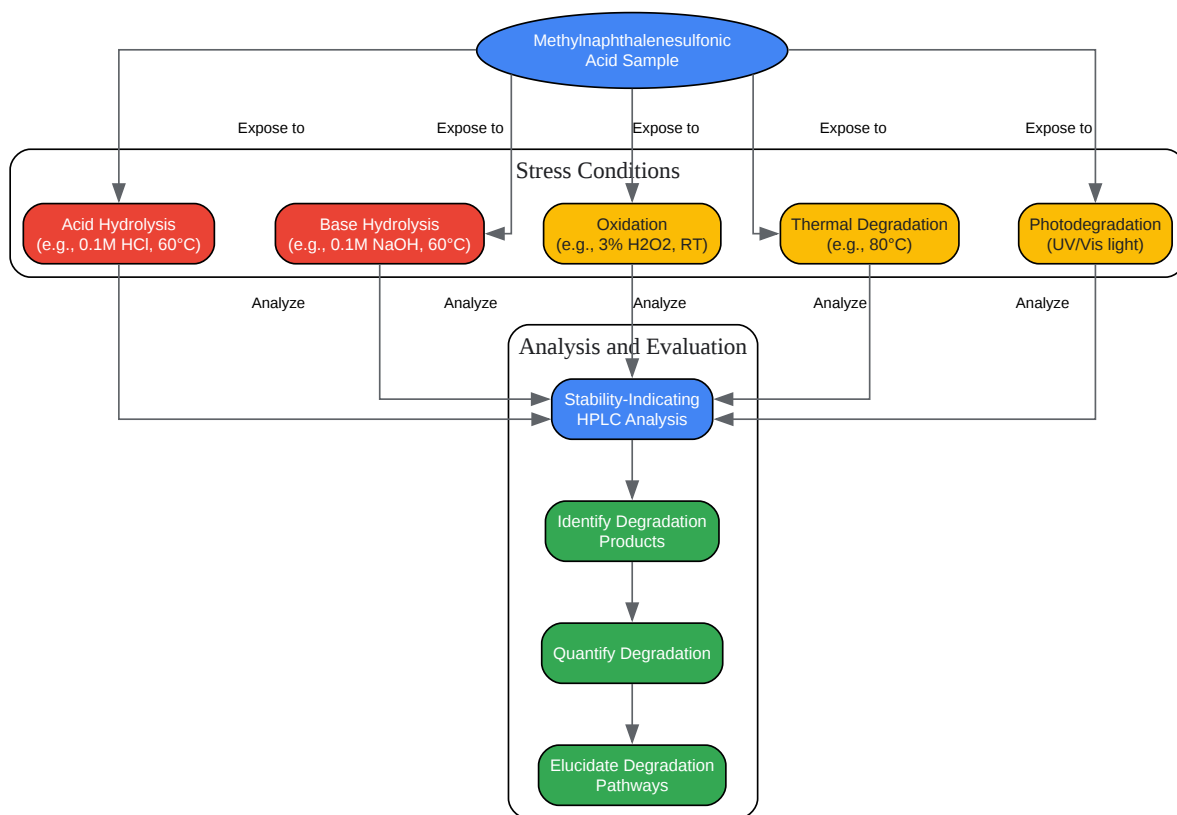 Methylnaphthalenesulfonic
Acid Sample
Expose to
Expose to
Expose to
Expose to
Expose to
Stress Conditions
Acid Hydrolysis
(e.g., 0.1M HCl, 60°C)
Base Hydrolysis
(e.g., 0.1M NaOH, 60°C)
Oxidation
(e.g., 3% H2O2, RT)
Thermal Degradation
(e.g., 80°C)
Photodegradation
(UV/Vis light)
Analyze
Analyze
Analyze
Analyze
Analyze
Analysis and Evaluation
Stability-Indicating
HPLC Analysis
Identify Degradation
Products
Quantify Degradation
Elucidate Degradation
Pathways